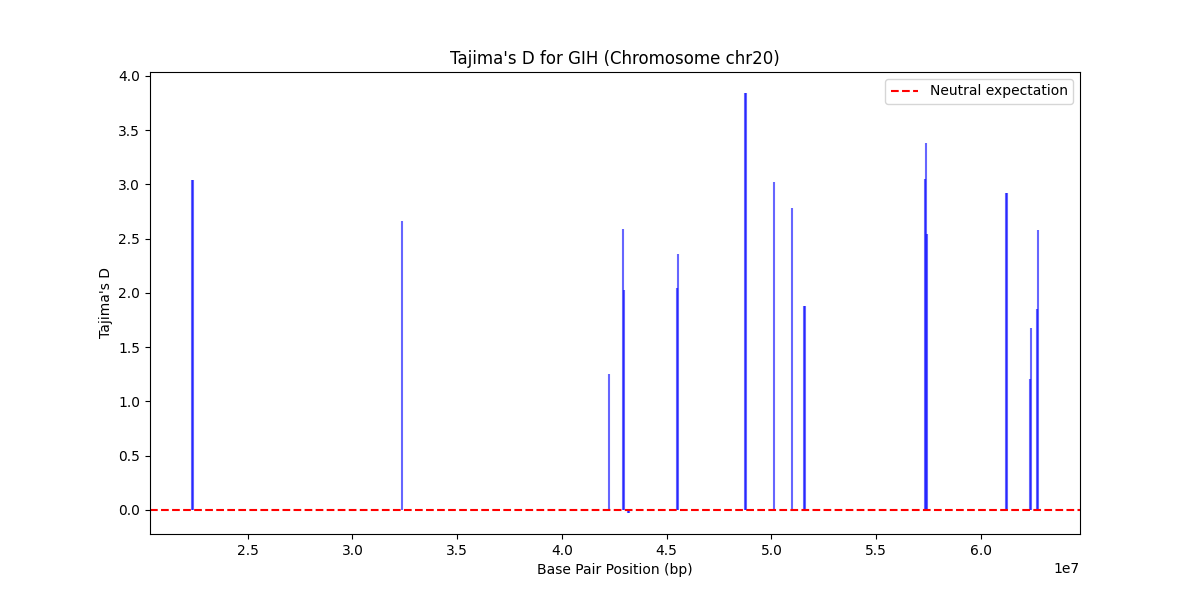 Tajima's D for GIH (Chromosome chr20)
Neutral expectation
Tajima's D
4.0
3.5
3.0
2.5
2.0
1.5
1.0
0.5
0.0
2.5 3.0 3.5 4.0 4.5 5.0 5.5 6.0
1e7
Base Pair Position (bp)